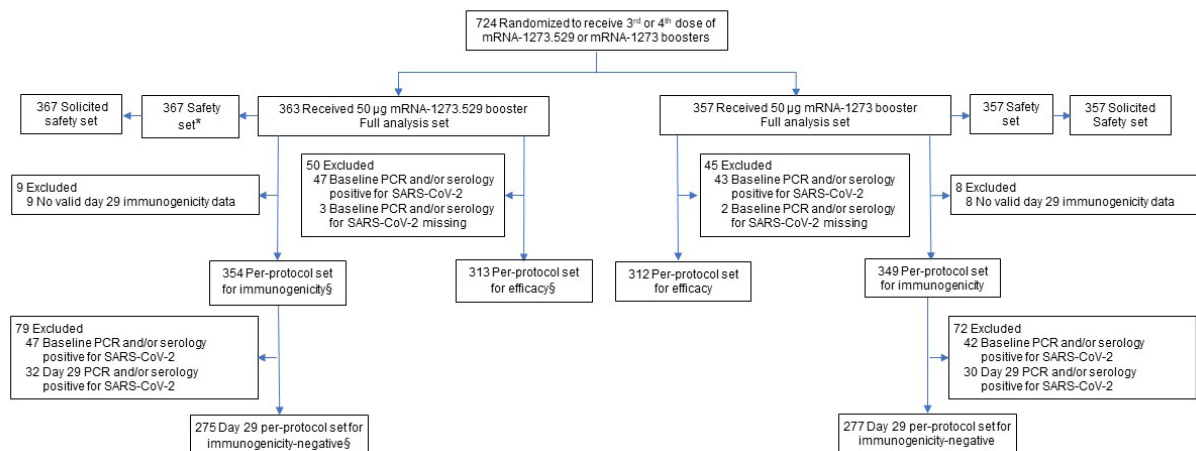 724 Randomized to receive 3rd or 4th dose of
mRNA-1273.529 or mRNA-1273 boosters
367 Solicited
safety set
367 Safety
set*
363 Received 50 µg mRNA-1273.529 booster
Full analysis set
357 Received 50 µg mRNA-1273 booster
Full analysis set
357 Safety
set
357 Solicited
Safety set
9 Excluded
9 No valid day 29 immunogenicity data
50 Excluded
47 Baseline PCR and/or serology
positive for SARS-CoV-2
3 Baseline PCR and/or serology
for SARS-CoV-2 missing
45 Excluded
43 Baseline PCR and/or serology
positive for SARS-CoV-2
2 Baseline PCR and/or serology
for SARS-CoV-2 missing
8 Excluded
8 No valid day 29 immunogenicity data
354 Per-protocol set
for immunogenicity§
313 Per-protocol set
for efficacy§
312 Per-protocol set
for efficacy
349 Per-protocol set
for immunogenicity
79 Excluded
47 Baseline PCR and/or serology
positive for SARS-CoV-2
32 Day 29 PCR and/or serology
positive for SARS-CoV-2
72 Excluded
42 Baseline PCR and/or serology
positive for SARS-CoV-2
30 Day 29 PCR and/or serology
positive for SARS-CoV-2
275 Day 29 per-protocol set for
immunogenicity-negative§
277 Day 29 per-protocol set for
immunogenicity-negative